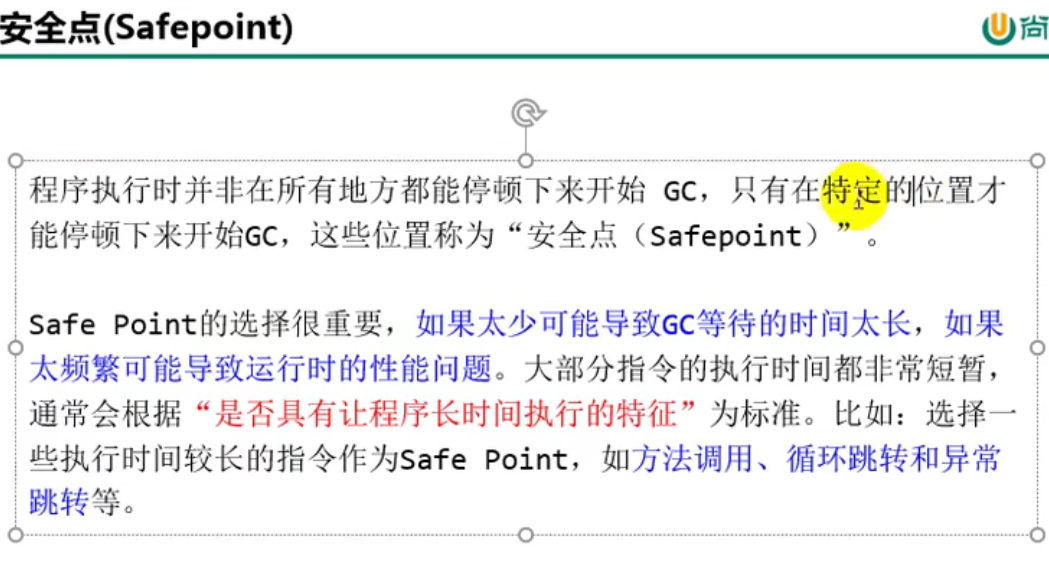 安全点(Safepoint)
尚
程序执行时并非在所有地方都能停顿下来开始 GC，只有在特定的位置才
能停顿下来开始GC，这些位置称为“安全点（Safepoint）”。
Safe Point的选择很重要，如果太少可能导致GC等待的时间太长，如果
太频繁可能导致运行时的性能问题。大部分指令的执行时间都非常短暂，
通常会根据“是否具有让程序长时间执行的特征”为标准。比如：选择一
些执行时间较长的指令作为Safe Point，如方法调用、循环跳转和异常
跳转等。